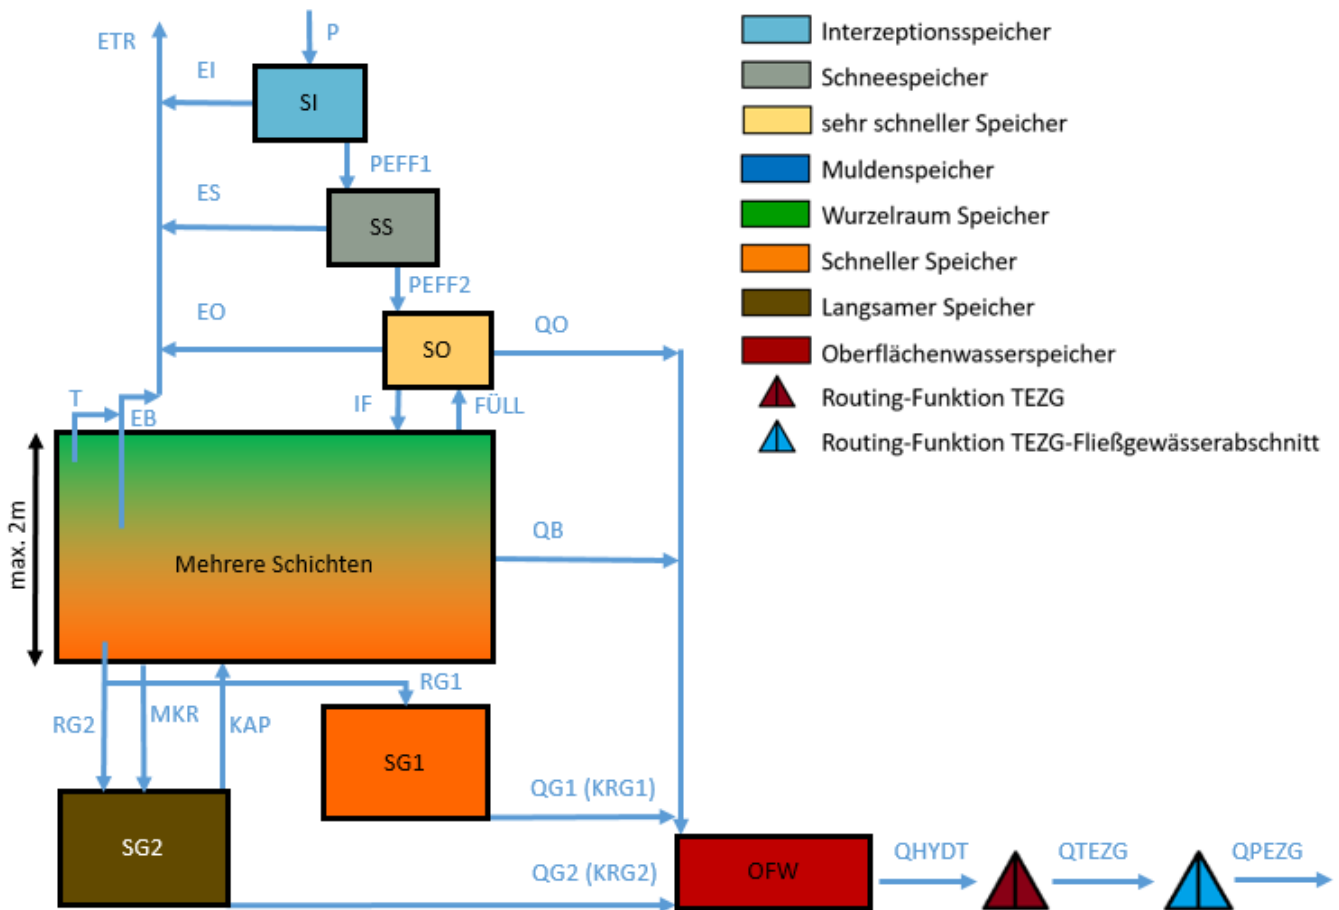 P
ETR
EI
SI
PEFF1
ES
SS
PEFF2
EO
SO
QO
T
EB
IF
FÜLL
max. 2m
Mehrere Schichten
QB
RG1
RG2
MKR
KAP
SG1
QG1 (KRG1)
SG2
QG2 (KRG2)
OFW
QHYDT
QTEZG
QPEZG
Interzeptionsspeicher
Schneespeicher
sehr schneller Speicher
Muldenspeicher
Wurzelraum Speicher
Schneller Speicher
Langsamer Speicher
Oberflächenwasserspeicher
Routing-Funktion TEZG
Routing-Funktion TEZG-Fließgewässerabschnitt